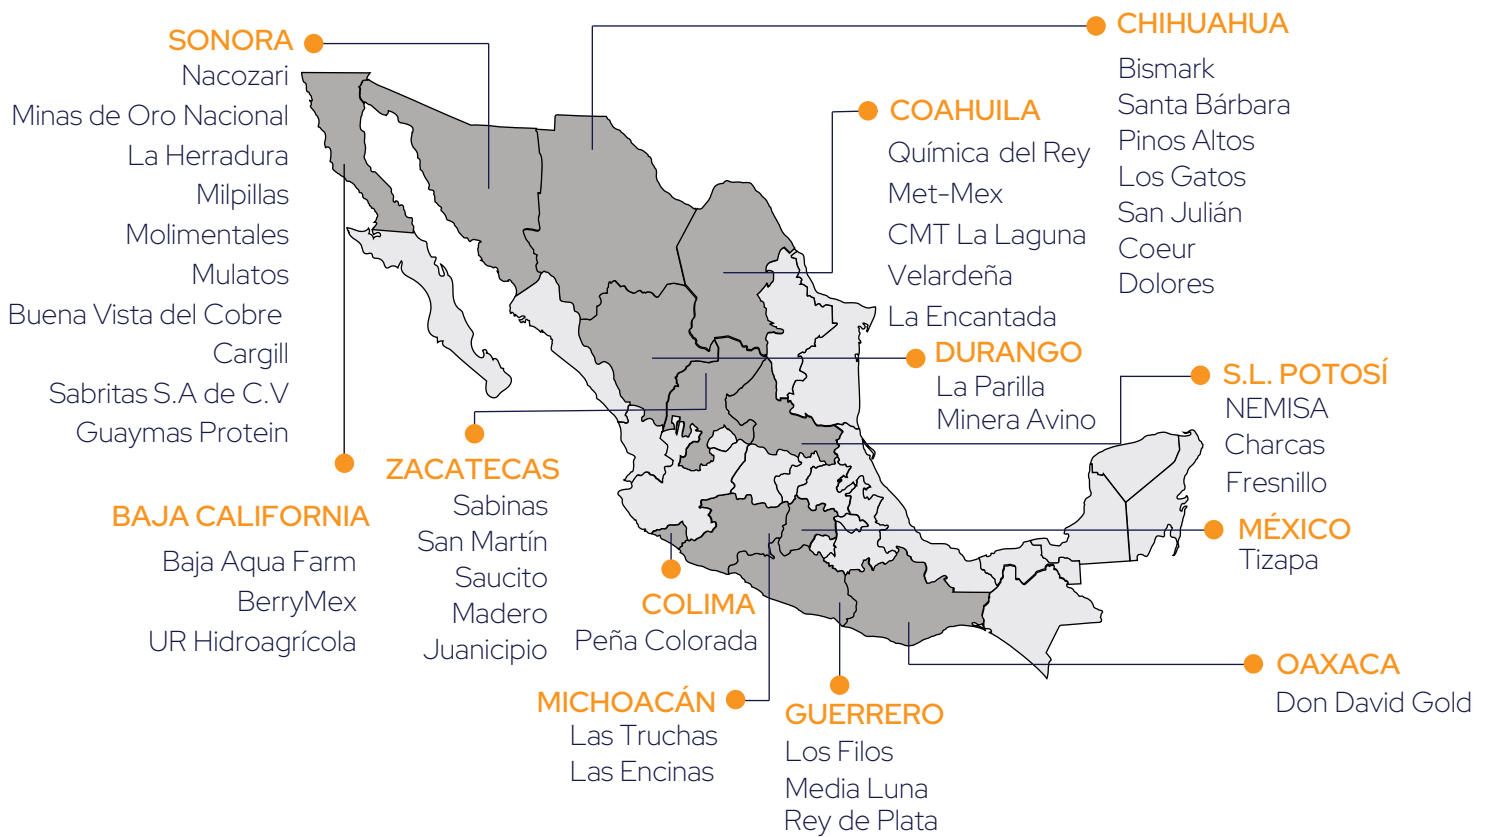 SONORA
Nacozari
Minas de Oro Nacional
La Herradura
Milpillas
Molimentales
Mulatos
Buena Vista del Cobre
Cargill
Sabritas S.A de C.V
Guaymas Protein
CHIHUAHUA
Bismark
Santa Bárbara
Pinos Altos
Los Gatos
San Julián
Coeur
Dolores
COAHUILA
Química del Rey
Met-Mex
CMT La Laguna
Velardeña
La Encantada
DURANGO
La Parilla
Minera Avino
S.L. POTOSÍ
NEMISA
Charcas
Fresnillo
ZACATECAS
Sabinas
San Martín
Saucito
Madero
Juanicipio
BAJA CALIFORNIA
Baja Aqua Farm
BerryMex
UR Hidroagrícola
MÉXICO
Tizapa
COLIMA
Peña Colorada
MICHOACÁN
Las Truchas
Las Encinas
GUERRERO
Los Filos
Media Luna
Rey de Plata
OAXACA
Don David Gold